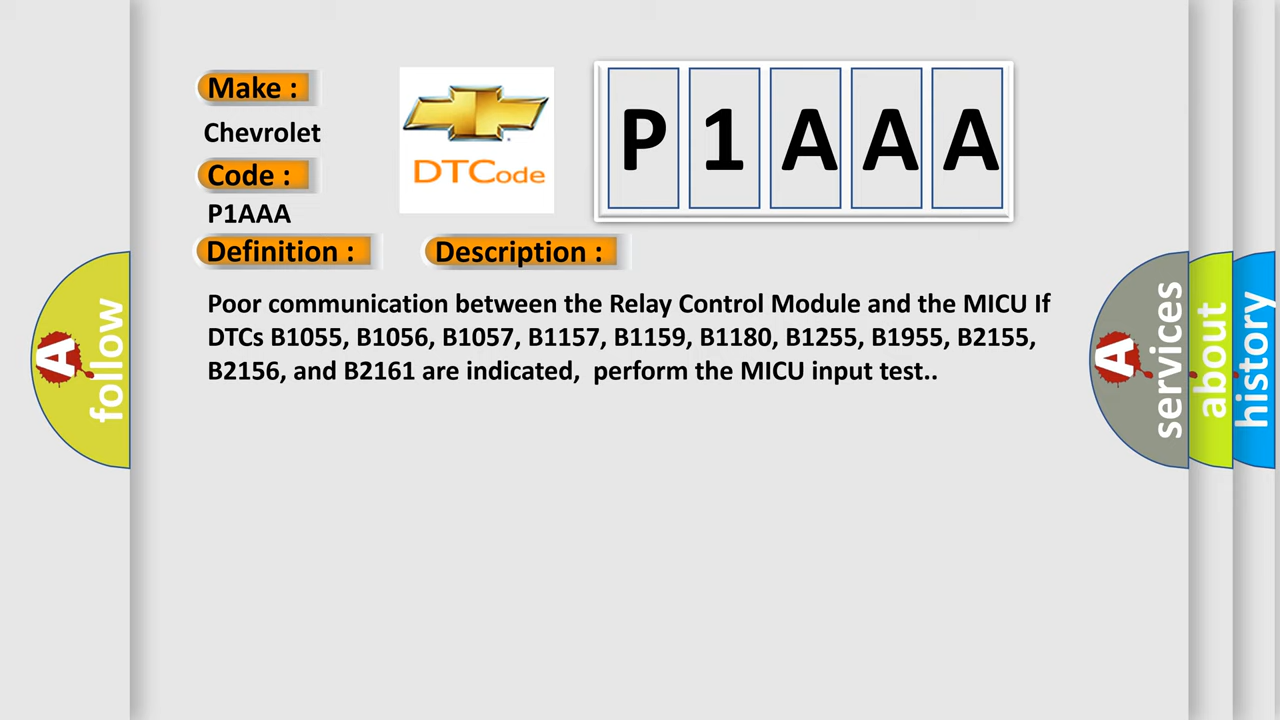 Make :
Chevrolet
Code :
P1AAA
Definition :
Description :
DTCode
P 1 A A A
Poor communication between the Relay Control Module and the MICU If
DTCs B1055, B1056, B1057, B1157, B1159, B1180, B1255, B1955, B2155,
B2156, and B2161 are indicated,  perform the MICU input test..
A
follow
A
services
about
history